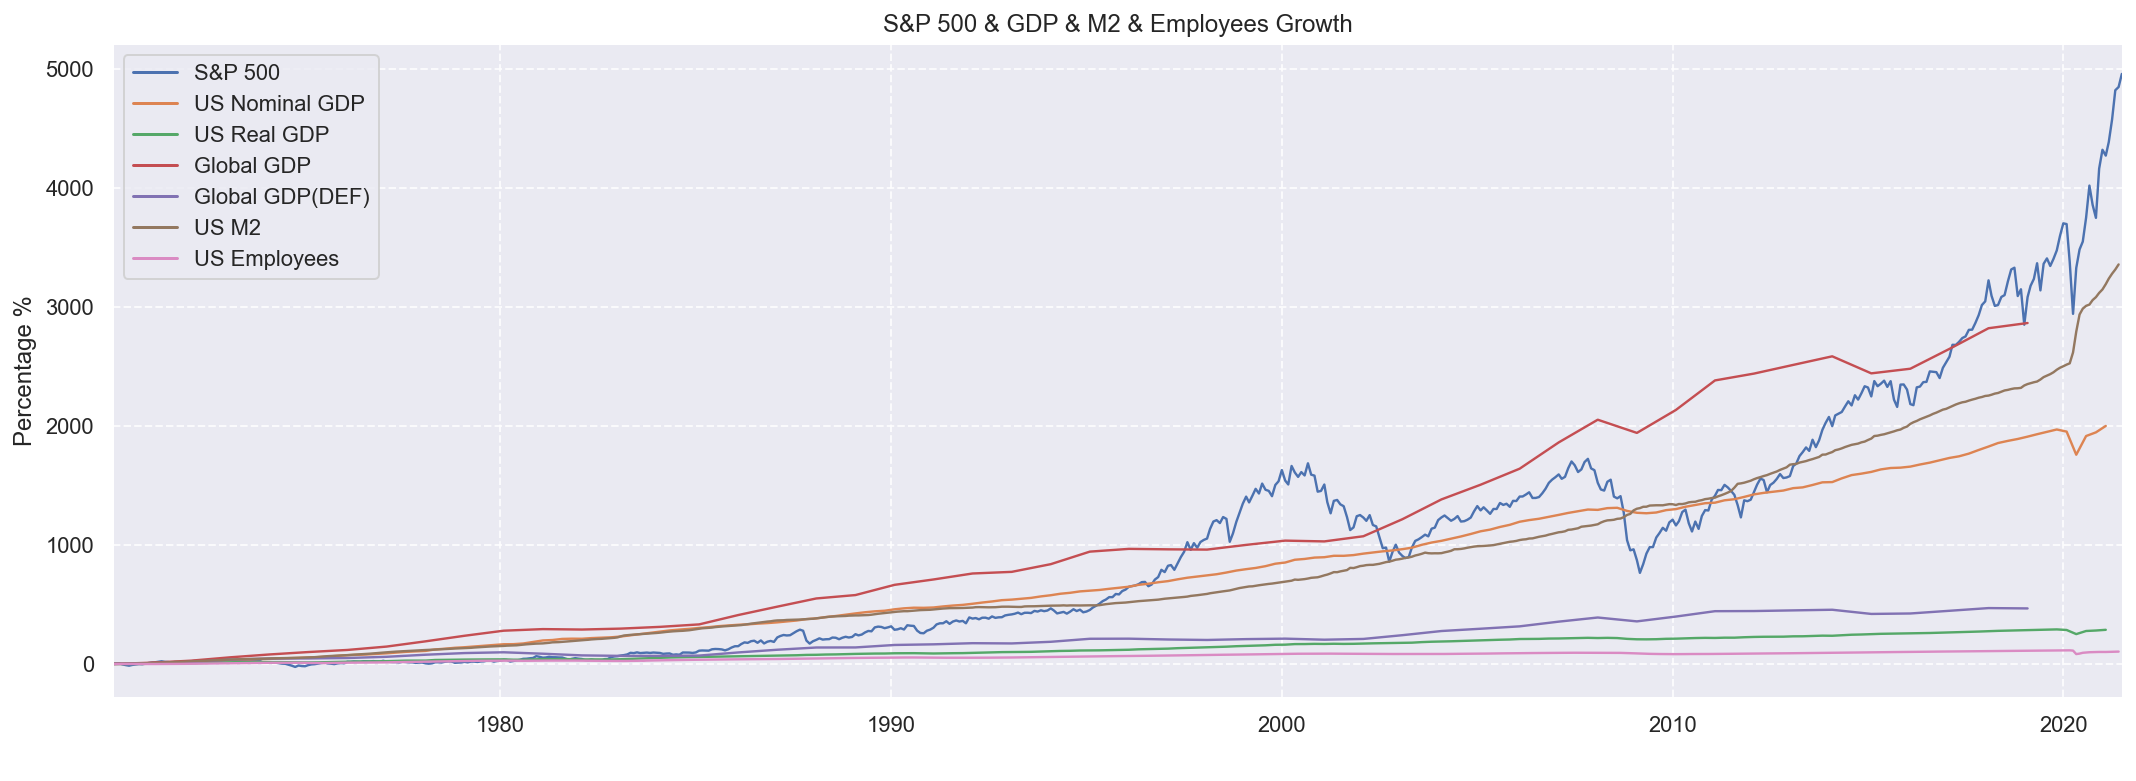 S&P 500 & GDP & M2 & Employees Growth
5000
4000
3000
2000
1000
0
Percentage %
S&P 500
US Nominal GDP
US Real GDP
Global GDP
Global GDP(DEF)
US M2
US Employees
1980
1990
2000
2010
2020